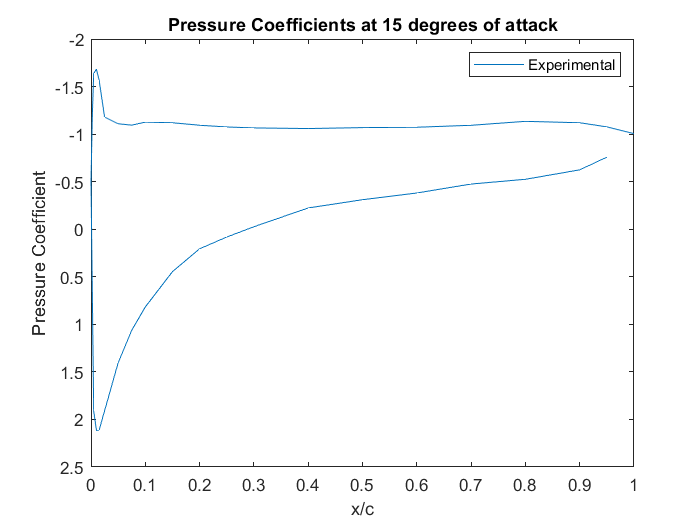 Pressure Coefficients at 15 degrees of attack
Experimental
Pressure Coefficient
-2
-1.5
-1
-0.5
0
0.5
1
1.5
2
2.5
0 0.1 0.2 0.3 0.4 0.5 0.6 0.7 0.8 0.9 1
x/c